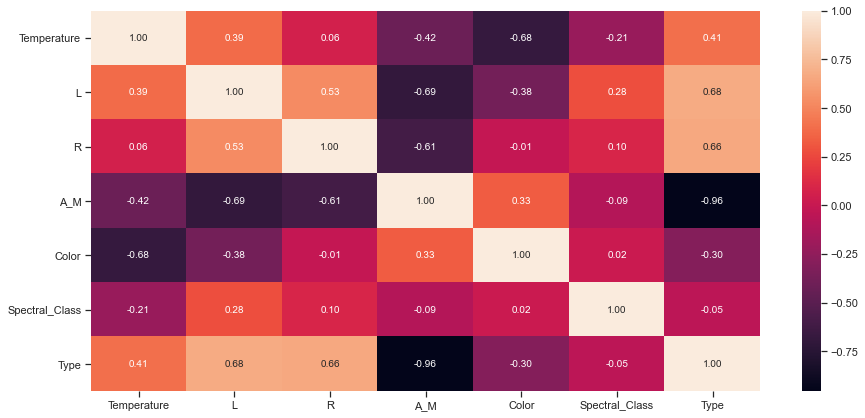 Temperature 1.00 0.39 0.06 -0.42 -0.68 -0.21 0.41
L 0.39 1.00 0.53 -0.69 -0.38 0.28 0.68
R 0.06 0.53 1.00 -0.61 -0.01 0.10 0.66
A_M -0.42 -0.69 -0.61 1.00 0.33 -0.09 -0.96
Color -0.68 -0.38 -0.01 0.33 1.00 0.02 -0.30
Spectral_Class -0.21 0.28 0.10 -0.09 0.02 1.00 -0.05
Type 0.41 0.68 0.66 -0.96 -0.30 -0.05 1.00
Temperature L R A_M Color Spectral_Class Type
1.00
0.75
0.50
0.25
0.00
−0.25
−0.50
−0.75